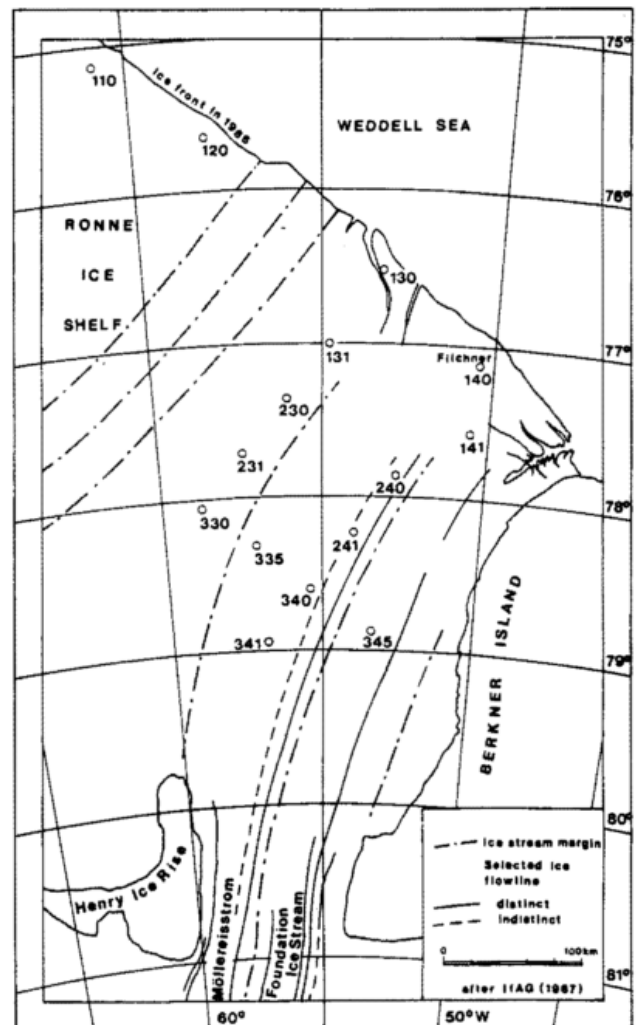 75°
110
Ice front in 1986
WEDDELL SEA
120
76°
RONNE
ICE
SHELF
130
77°
131
Filchner
140
230
141
231
240
78°
330
241
335
340
345
341
79°
BERKNER ISLAND
80°
Henry Ice Rise
Möllereisstrom
Foundation
Ice Stream
Ice stream margin
Selected Ice
flowline
distinct
indistinct
0 100km
after IfAG (1987)
81°
60°
50°W